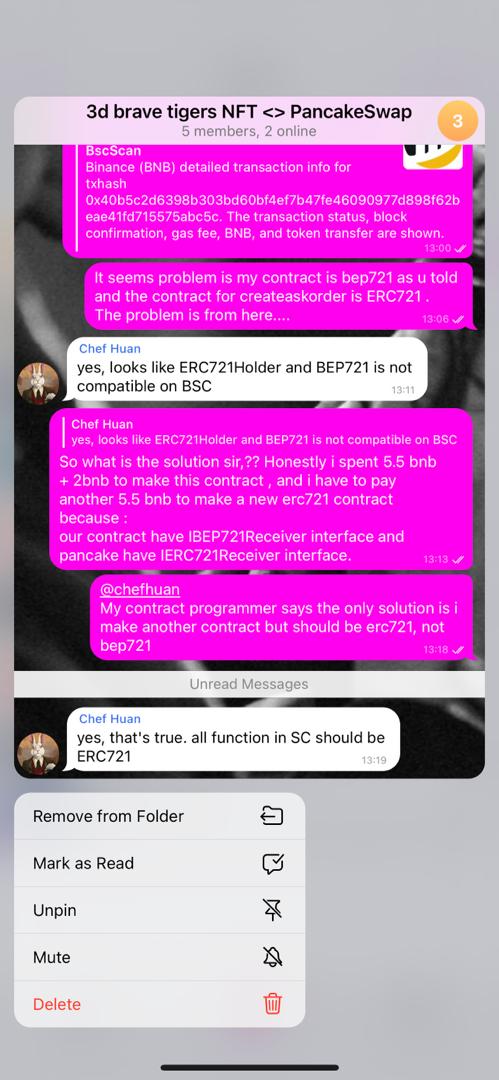 3d brave tigers NFT <> PancakeSwap
5 members, 2 online
3
BscScan
Binance (BNB) detailed transaction info for
txhash
0x40b5c2d6398b303bd60bf4ef7b47fe46090977d898f62b
eae41fd715575abc5c. The transaction status, block
confirmation, gas fee, BNB, and token transfer are shown.
13:00
It seems problem is my contract is bep721 as u told
and the contract for createaskorder is ERC721 .
The problem is from here....
13:06
Chef Huan
yes, looks like ERC721Holder and BEP721 is not
compatible on BSC
13:11
Chef Huan
yes, looks like ERC721Holder and BEP721 is not compatible on BSC
So what is the solution sir,?? Honestly i spent 5.5 bnb
+ 2bnb to make this contract , and i have to pay
another 5.5 bnb to make a new erc721 contract
because :
our contract have IBEP721Receiver interface and
pancake have IERC721Receiver interface.
13:13
@chefhuan
My contract programmer says the only solution is i
make another contract but should be erc721, not
bep721
13:18
Unread Messages
Chef Huan
yes, that's true. all function in SC should be
ERC721
13:19
Remove from Folder
Mark as Read
Unpin
Mute
Delete